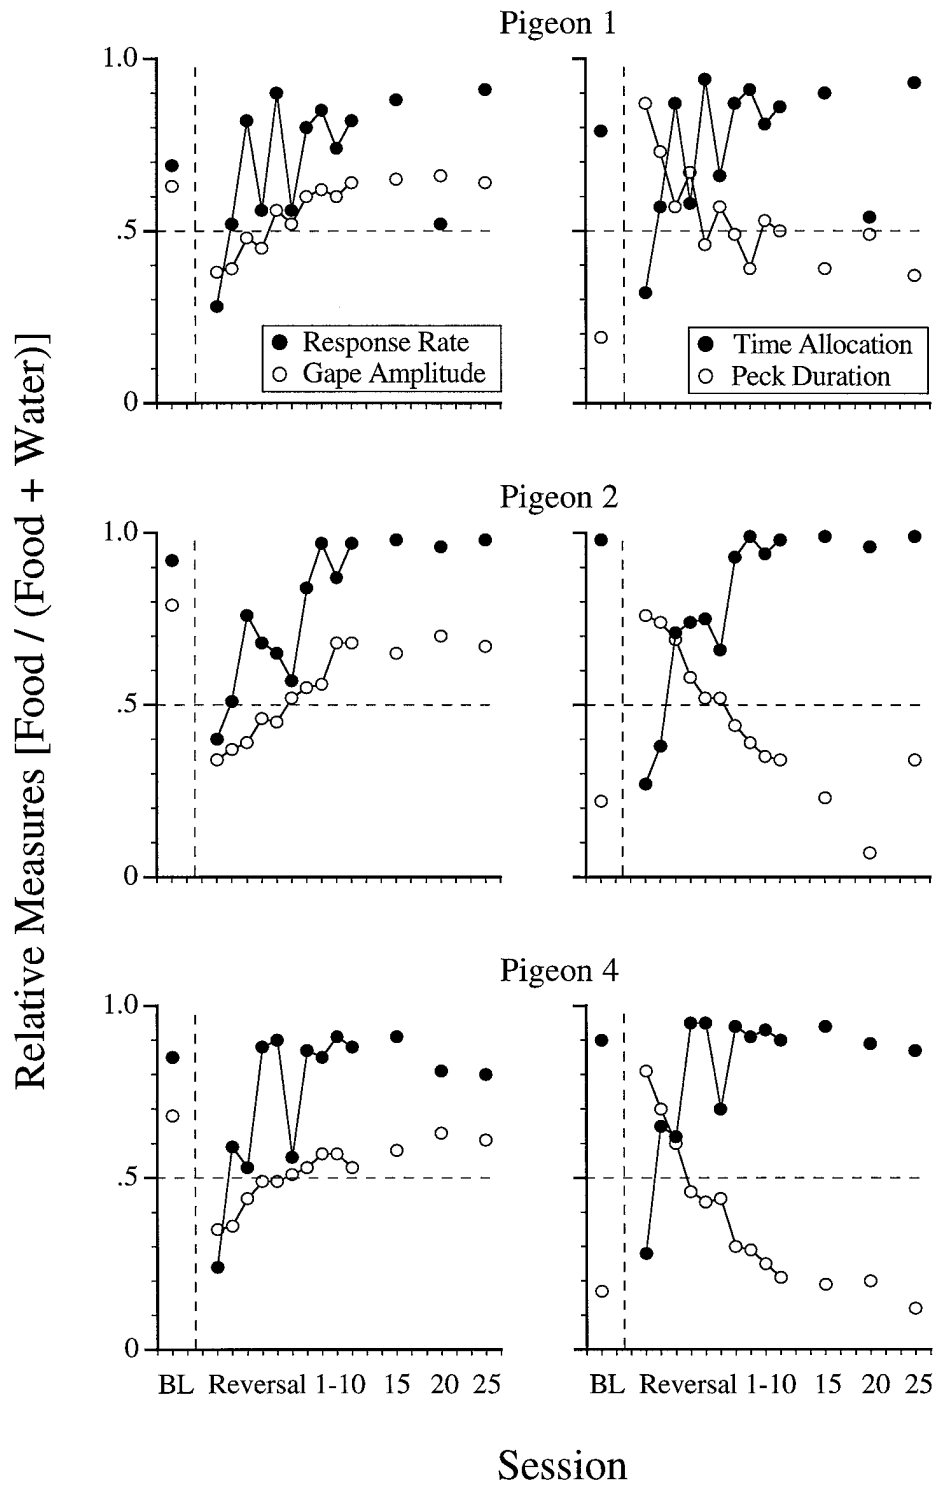 Pigeon 1
1.0
.5
0
Response Rate
Gape Amplitude
Time Allocation
Peck Duration
Relative Measures [Food / (Food + Water)]
Pigeon 2
1.0
.5
0
Pigeon 4
1.0
.5
0
BL Reversal 1-10 15 20 25
BL Reversal 1-10 15 20 25
Session